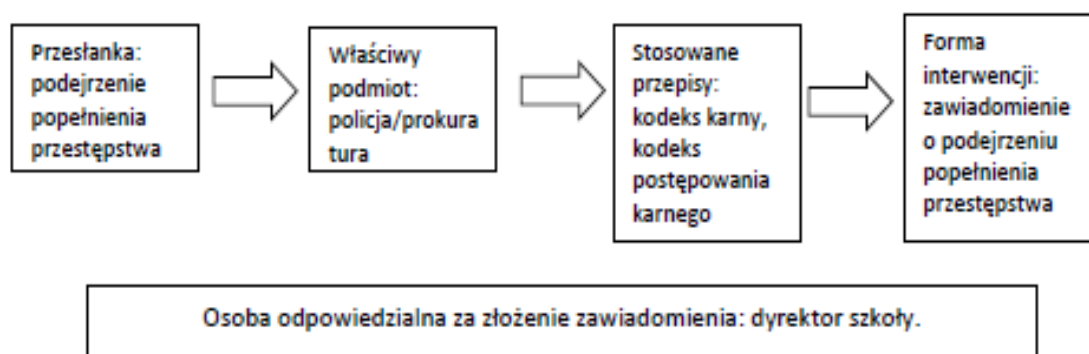 Przesłanka:
podejrzenie
popełnienia
przestępstwa
Właściwy
podmiot:
policja/prokura
tura
Stosowane
przepisy:
kodeks karny,
kodeks
postępowania
karnego
Forma
interwencji:
zawiadomienie
o podejrzeniu
popełnienia
przestępstwa
Osoba odpowiedzialna za złożenie zawiadomienia: dyrektor szkoły.